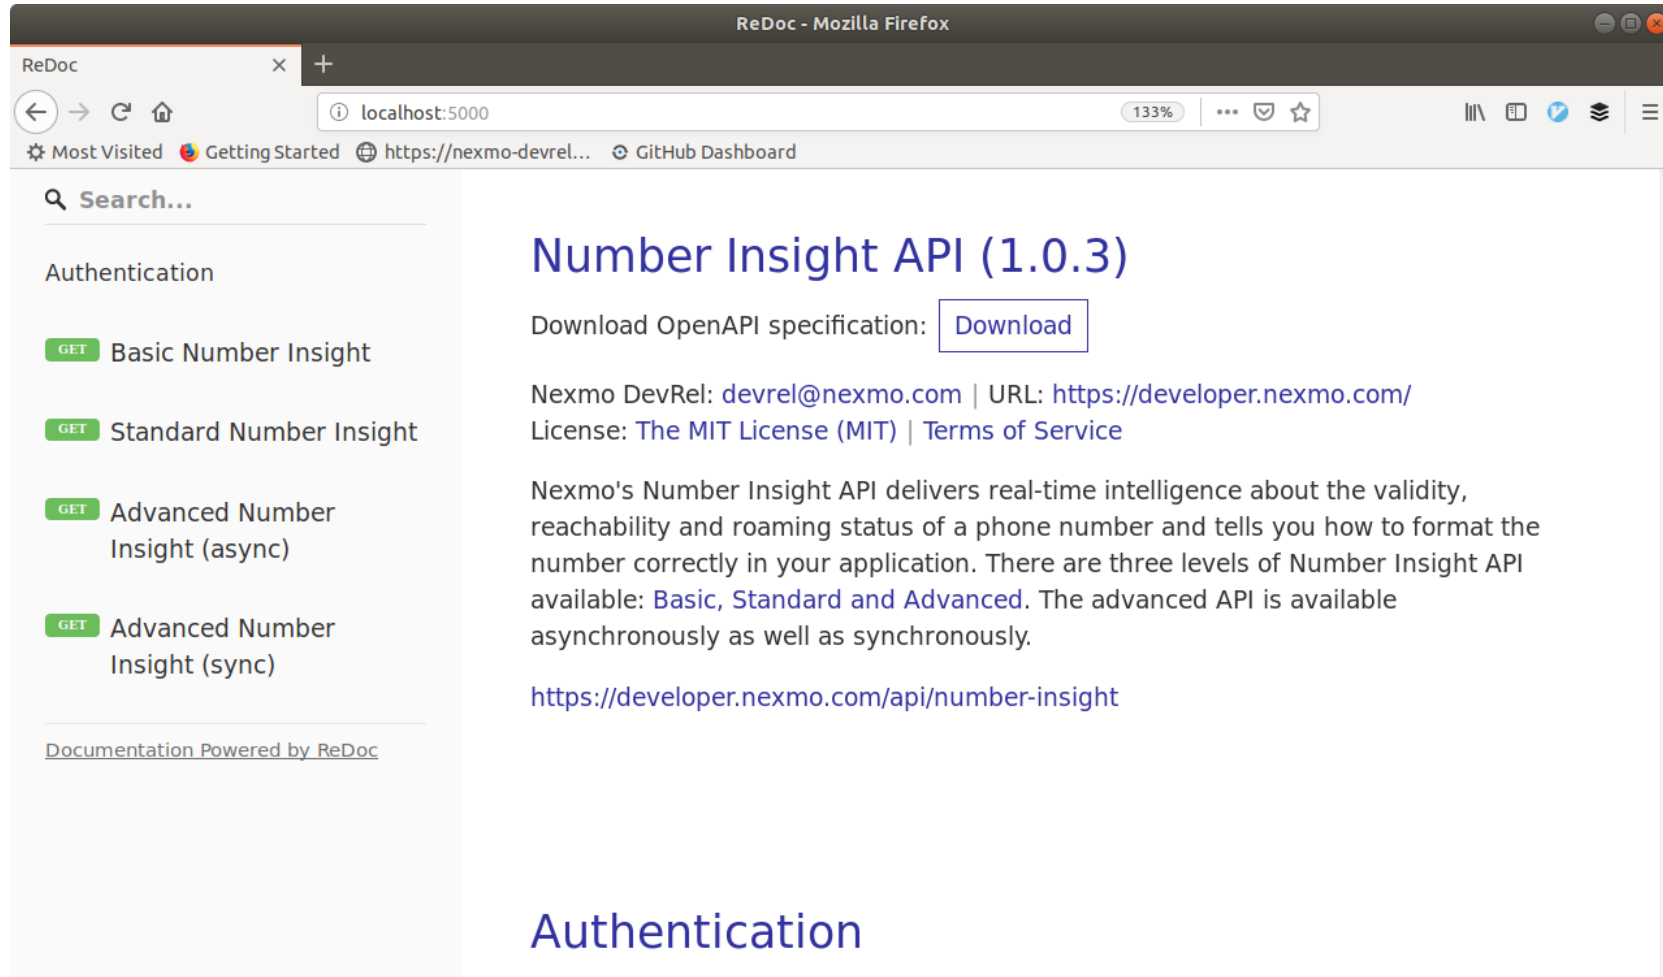 ReDoc - Mozilla Firefox
ReDoc
localhost:5000
133%
Most Visited Getting Started https://nexmo-devrel... GitHub Dashboard
Search...
Authentication
GET Basic Number Insight
GET Standard Number Insight
GET Advanced Number
Insight (async)
GET Advanced Number
Insight (sync)
Documentation Powered by ReDoc
Number Insight API (1.0.3)
Download OpenAPI specification: Download
Nexmo DevRel: devrel@nexmo.com | URL: https://developer.nexmo.com/
License: The MIT License (MIT) | Terms of Service
Nexmo's Number Insight API delivers real-time intelligence about the validity,
reachability and roaming status of a phone number and tells you how to format the
number correctly in your application. There are three levels of Number Insight API
available: Basic, Standard and Advanced. The advanced API is available
asynchronously as well as synchronously.
https://developer.nexmo.com/api/number-insight
Authentication